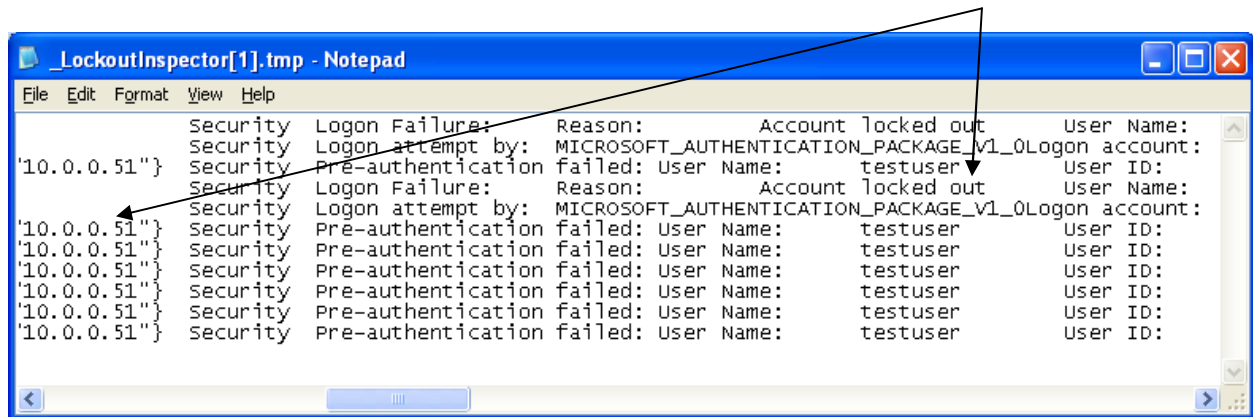 _LockoutInspector[1].tmp - Notepad
File Edit Format View Help
Security Logon Failure: Reason: Account locked out User Name:
Security Logon attempt by: MICROSOFT_AUTHENTICATION_PACKAGE_V1_0Logon account:
"10.0.0.51"} Security Pre-authentication failed: User Name: testuser User ID:
Security Logon Failure: Reason: Account locked out User Name:
Security Logon attempt by: MICROSOFT_AUTHENTICATION_PACKAGE_V1_0Logon account:
"10.0.0.51"} Security Pre-authentication failed: User Name: testuser User ID:
"10.0.0.51"} Security Pre-authentication failed: User Name: testuser User ID:
"10.0.0.51"} Security Pre-authentication failed: User Name: testuser User ID:
"10.0.0.51"} Security Pre-authentication failed: User Name: testuser User ID:
"10.0.0.51"} Security Pre-authentication failed: User Name: testuser User ID:
"10.0.0.51"} Security Pre-authentication failed: User Name: testuser User ID: